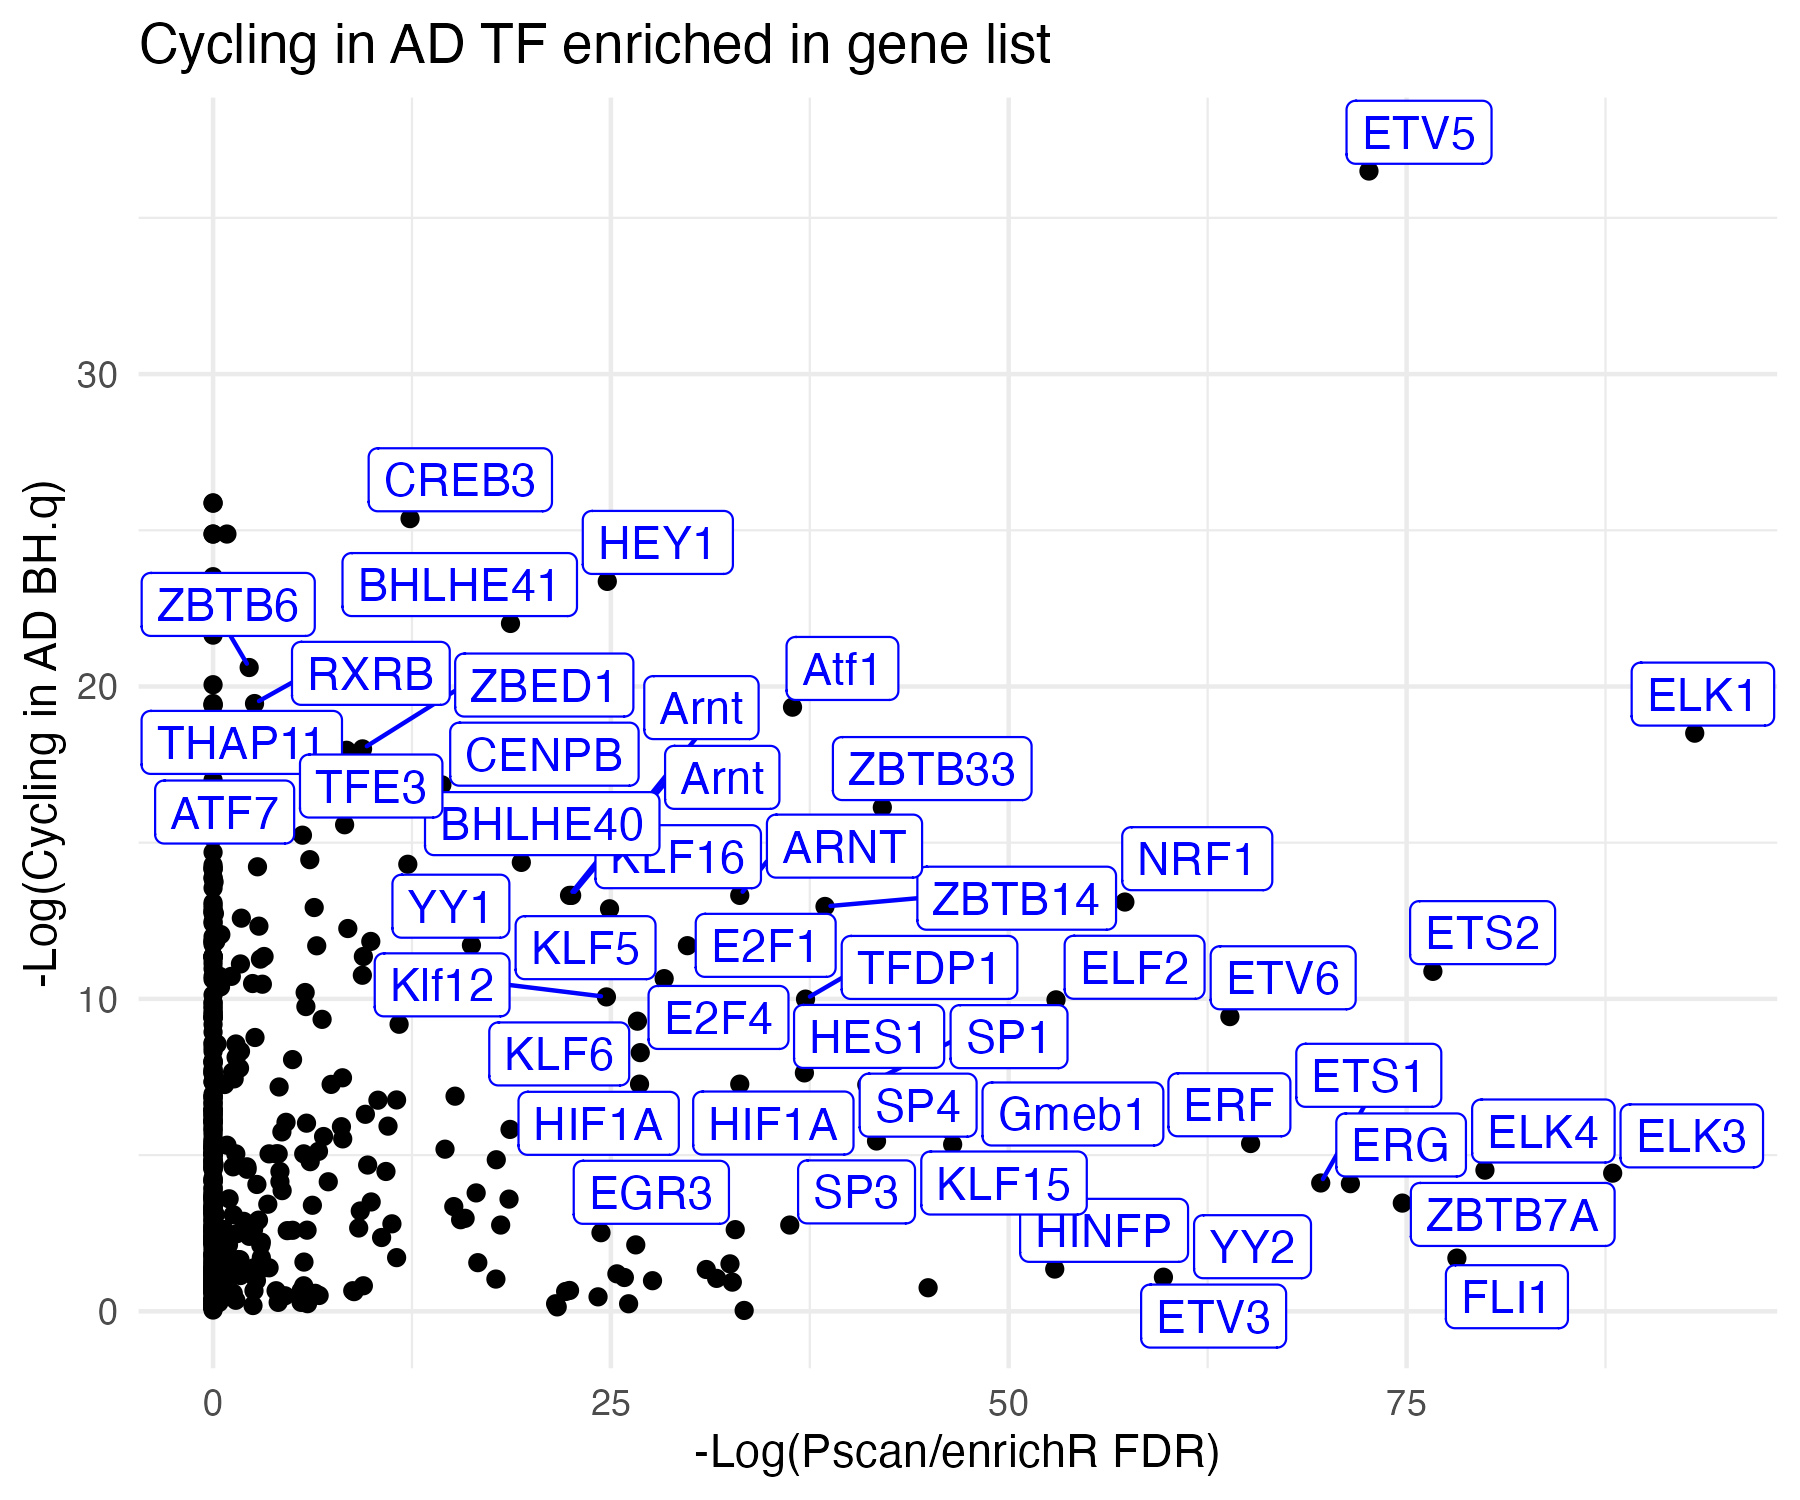 Cycling in AD TF enriched in gene list
ETV5
30
CREB3
HEY1
BHLHE41
ZBTB6
Atf1
RXRB
ZBED1
20
ELK1
Arnt
THAP11
CENPB
ZBTB33
Arnt
TFE3
ATF7
BHLHE40
ARNT
KLF16
NRF1
ZBTB14
YY1
ETS2
KLF5
E2F1
TFDP1
ELF2
ETV6
Klf12
10
E2F4
HES1
SP1
KLF6
ETS1
SP4
ERF
Gmeb1
HIF1A
HIF1A
ELK4
ELK3
ERG
KLF15
EGR3
SP3
ZBTB7A
HINFP
YY2
FLI1
0
ETV3
-Log(Cycling in AD BH.q)
0
25
50
75
-Log(Pscan/enrichR FDR)